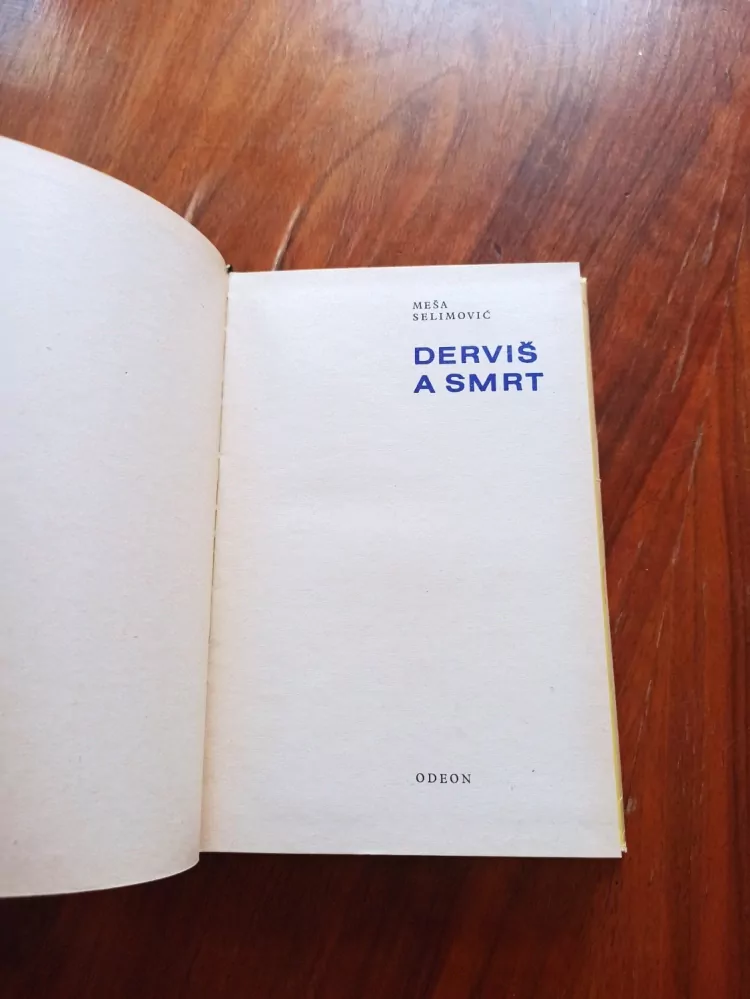 MEŠA
SELIMOVIĆ
DERVIŠ
A SMRT
ODEON